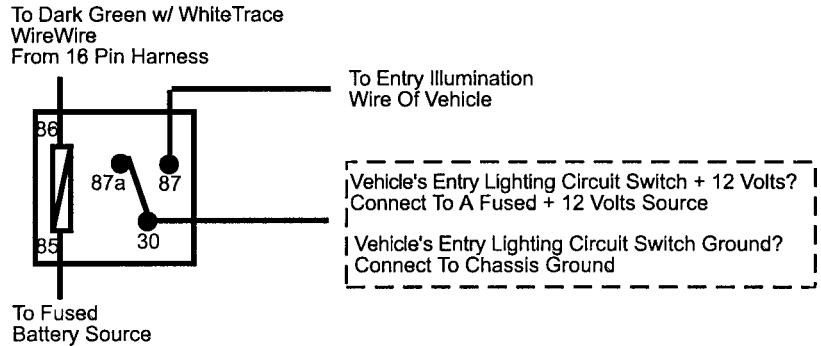 To Dark Green w/ WhiteTrace
WireWire
From 16 Pin Harness
To Entry Illumination
Wire Of Vehicle
86
87a
87
85
30
Vehicle's Entry Lighting Circuit Switch + 12 Volts?
Connect To A Fused + 12 Volts Source
Vehicle's Entry Lighting Circuit Switch Ground?
Connect To Chassis Ground
To Fused
Battery Source